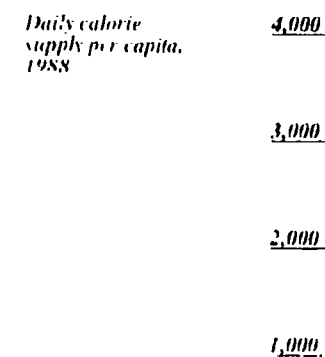 Daily calorie
supply per capita,
1988
4,000
3,000
2,000
1,000